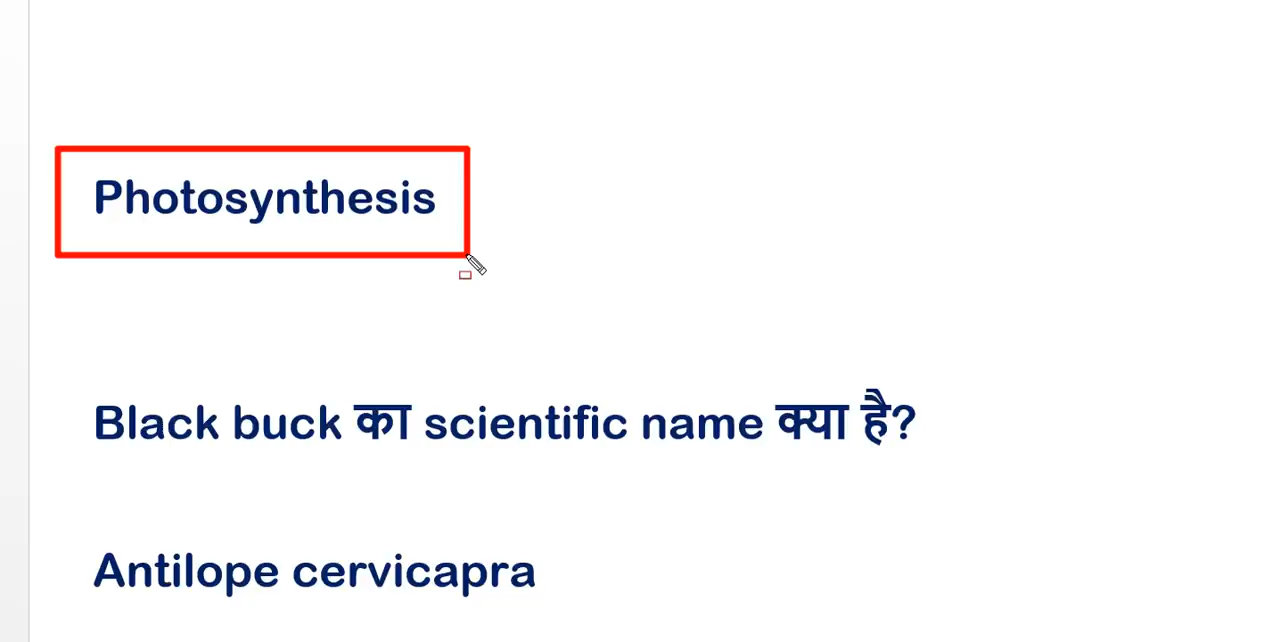 Photosynthesis
Black buck का scientific name क्या है?
Antilope cervicapra